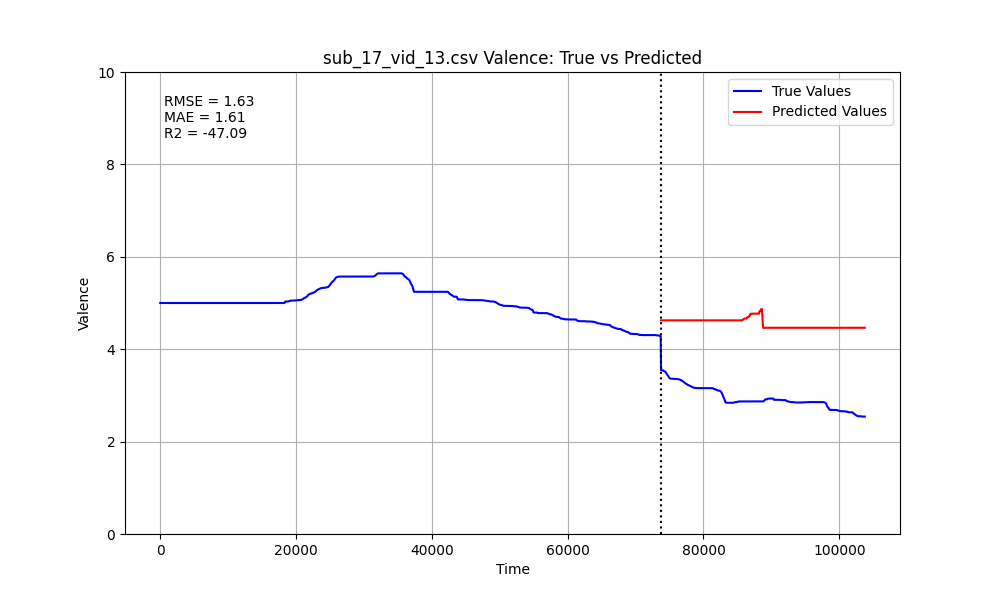 sub_17_vid_13.csv Valence: True vs Predicted
10
8
6
4
2
0
Valence
RMSE = 1.63
MAE = 1.61
R2 = -47.09
True Values
Predicted Values
0
20000
40000
60000
80000
100000
Time